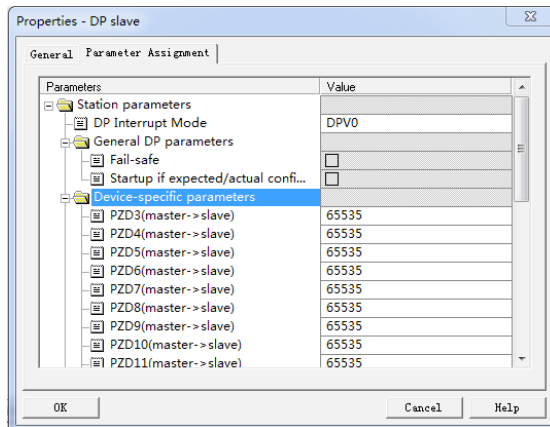 Properties - DP slave
General Parameter Assignment
Parameters Value
Station parameters
DP Interrupt Mode DPV0
General DP parameters
Fail-safe
Startup if expected/actual confi...
Device-specific parameters
PZD3(master->slave) 65535
PZD4(master->slave) 65535
PZD5(master->slave) 65535
PZD6(master->slave) 65535
PZD7(master->slave) 65535
PZD8(master->slave) 65535
PZD9(master->slave) 65535
PZD10(master->slave) 65535
PZD11(master->slave) 65535
OK Cancel Help